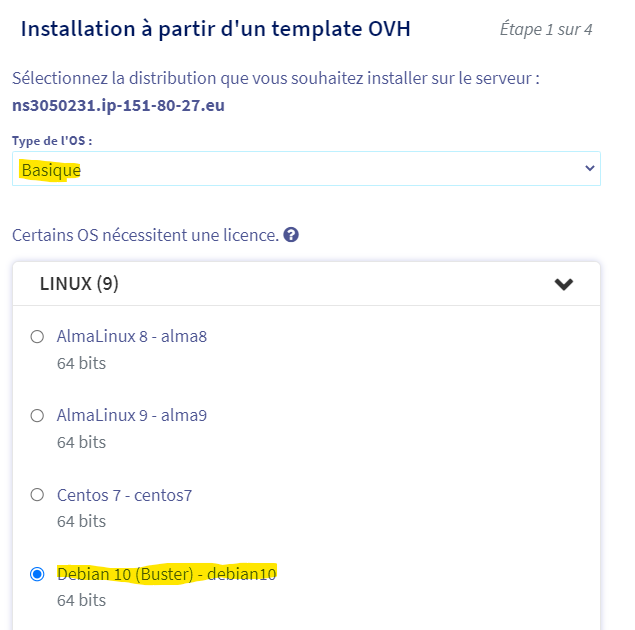 Installation à partir d'un template OVH
Étape 1 sur 4
Sélectionnez la distribution que vous souhaitez installer sur le serveur :
ns3050231.ip-151-80-27.eu
Type de l'OS :
Basique
Certains OS nécessitent une licence. ?
LINUX (9)
AlmaLinux 8 - alma8
64 bits
AlmaLinux 9 - alma9
64 bits
Centos 7 - centos7
64 bits
Debian 10 (Buster) - debian10
64 bits